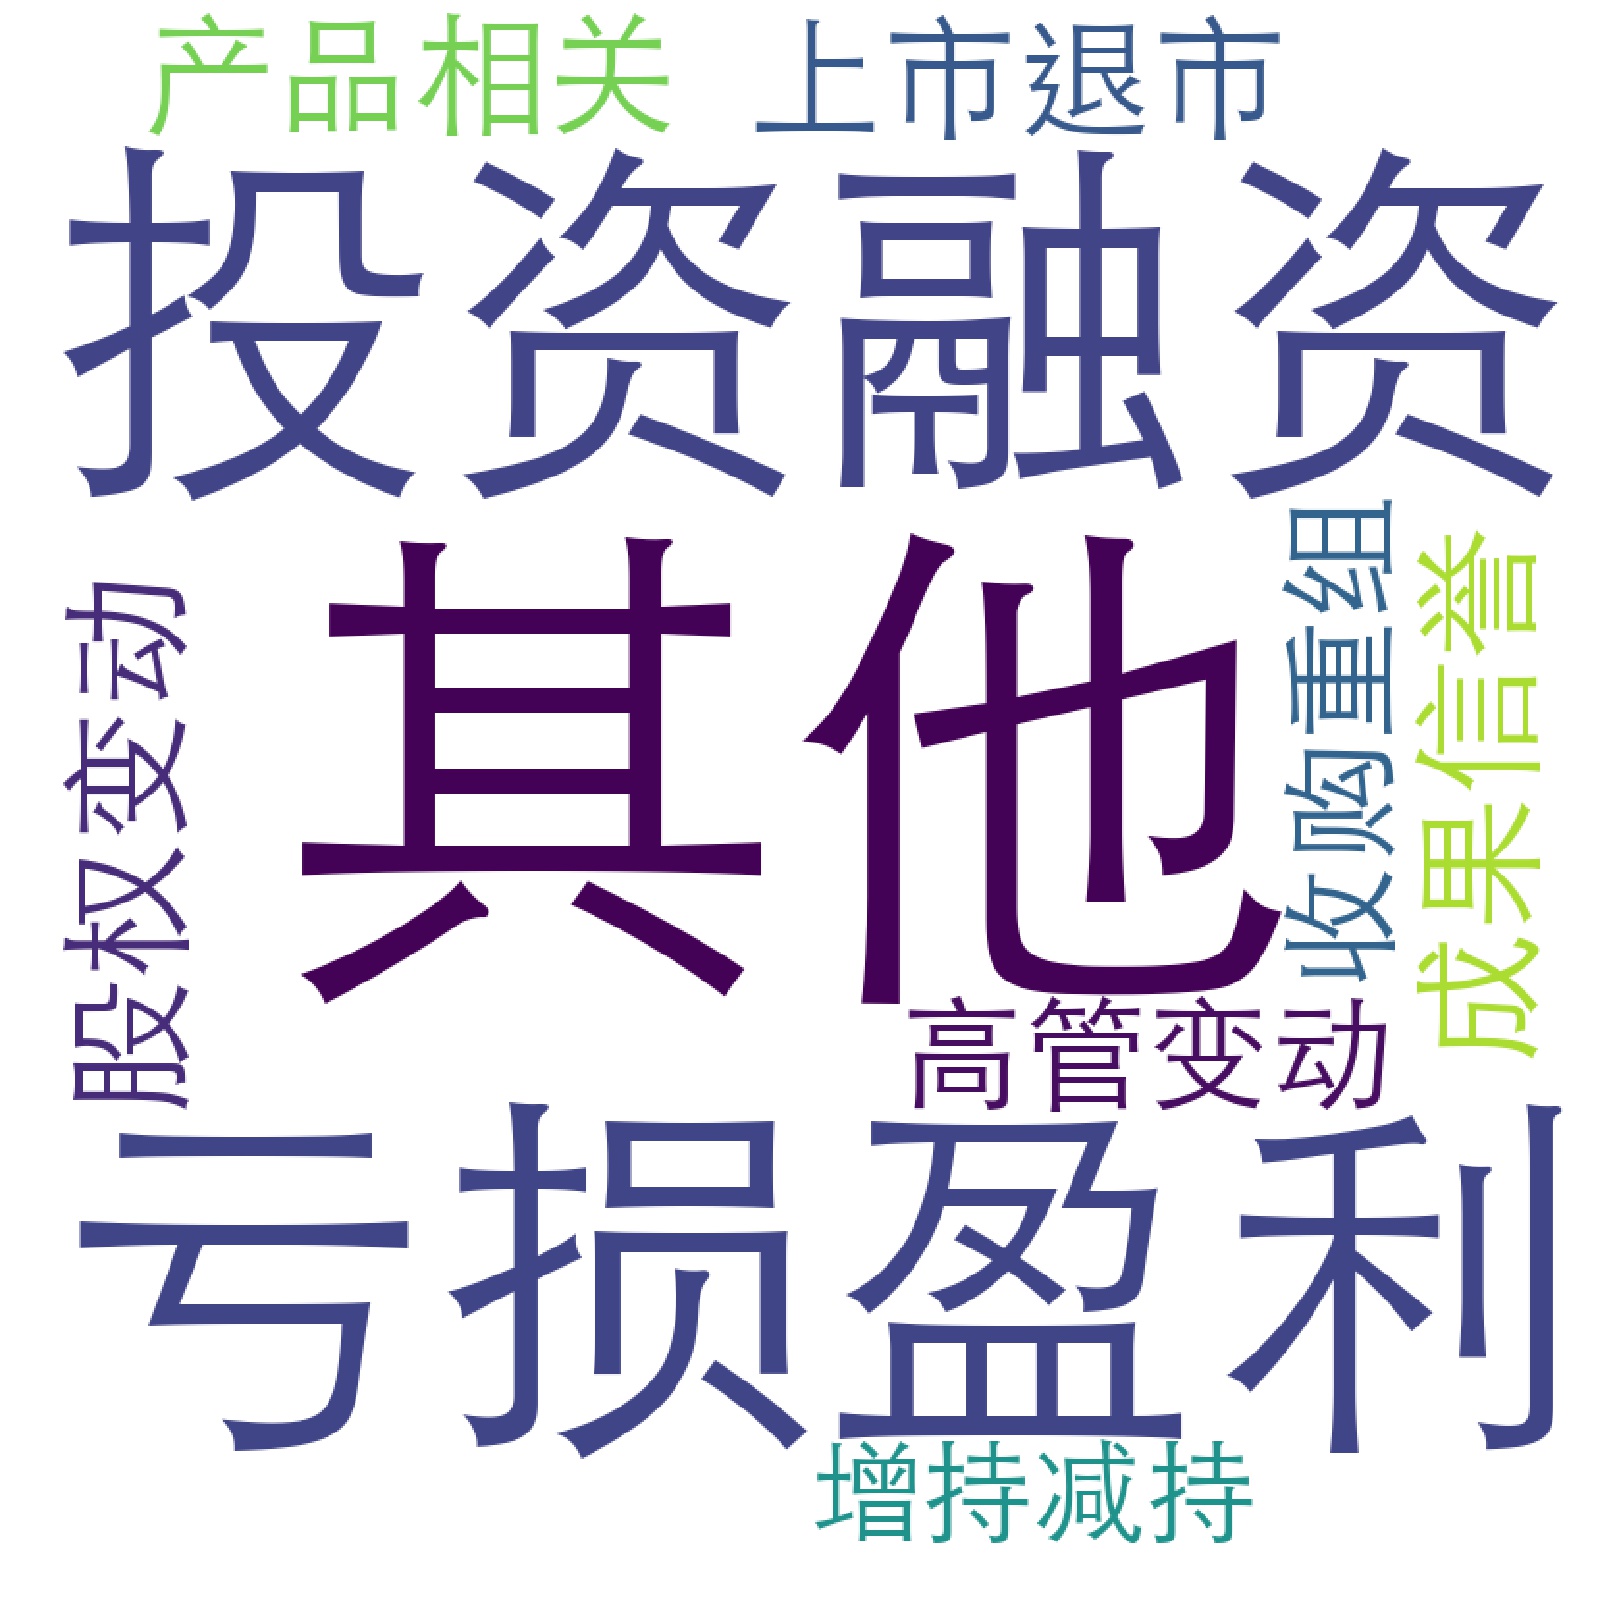 产品相关
上市退市
投资融资
其他
股权变动
收购重组
成果信誉
高管变动
亏损盈利
增持减持